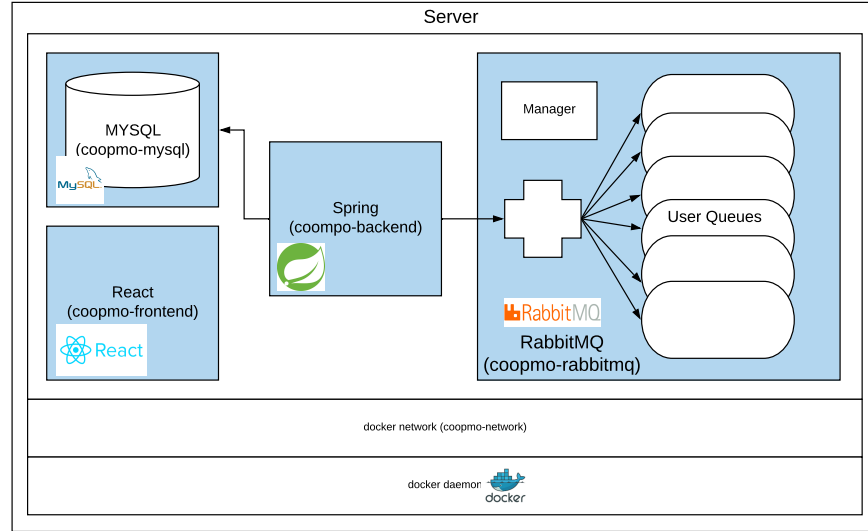 Server
MYSQL
(coopmo-mysql)
MySQL
React
(coopmo-frontend)
React
Spring
(coompo-backend)
Manager
User Queues
RabbitMQ
RabbitMQ
(coopmo-rabbitmq)
docker network (coopmo-network)
docker daemon
docker